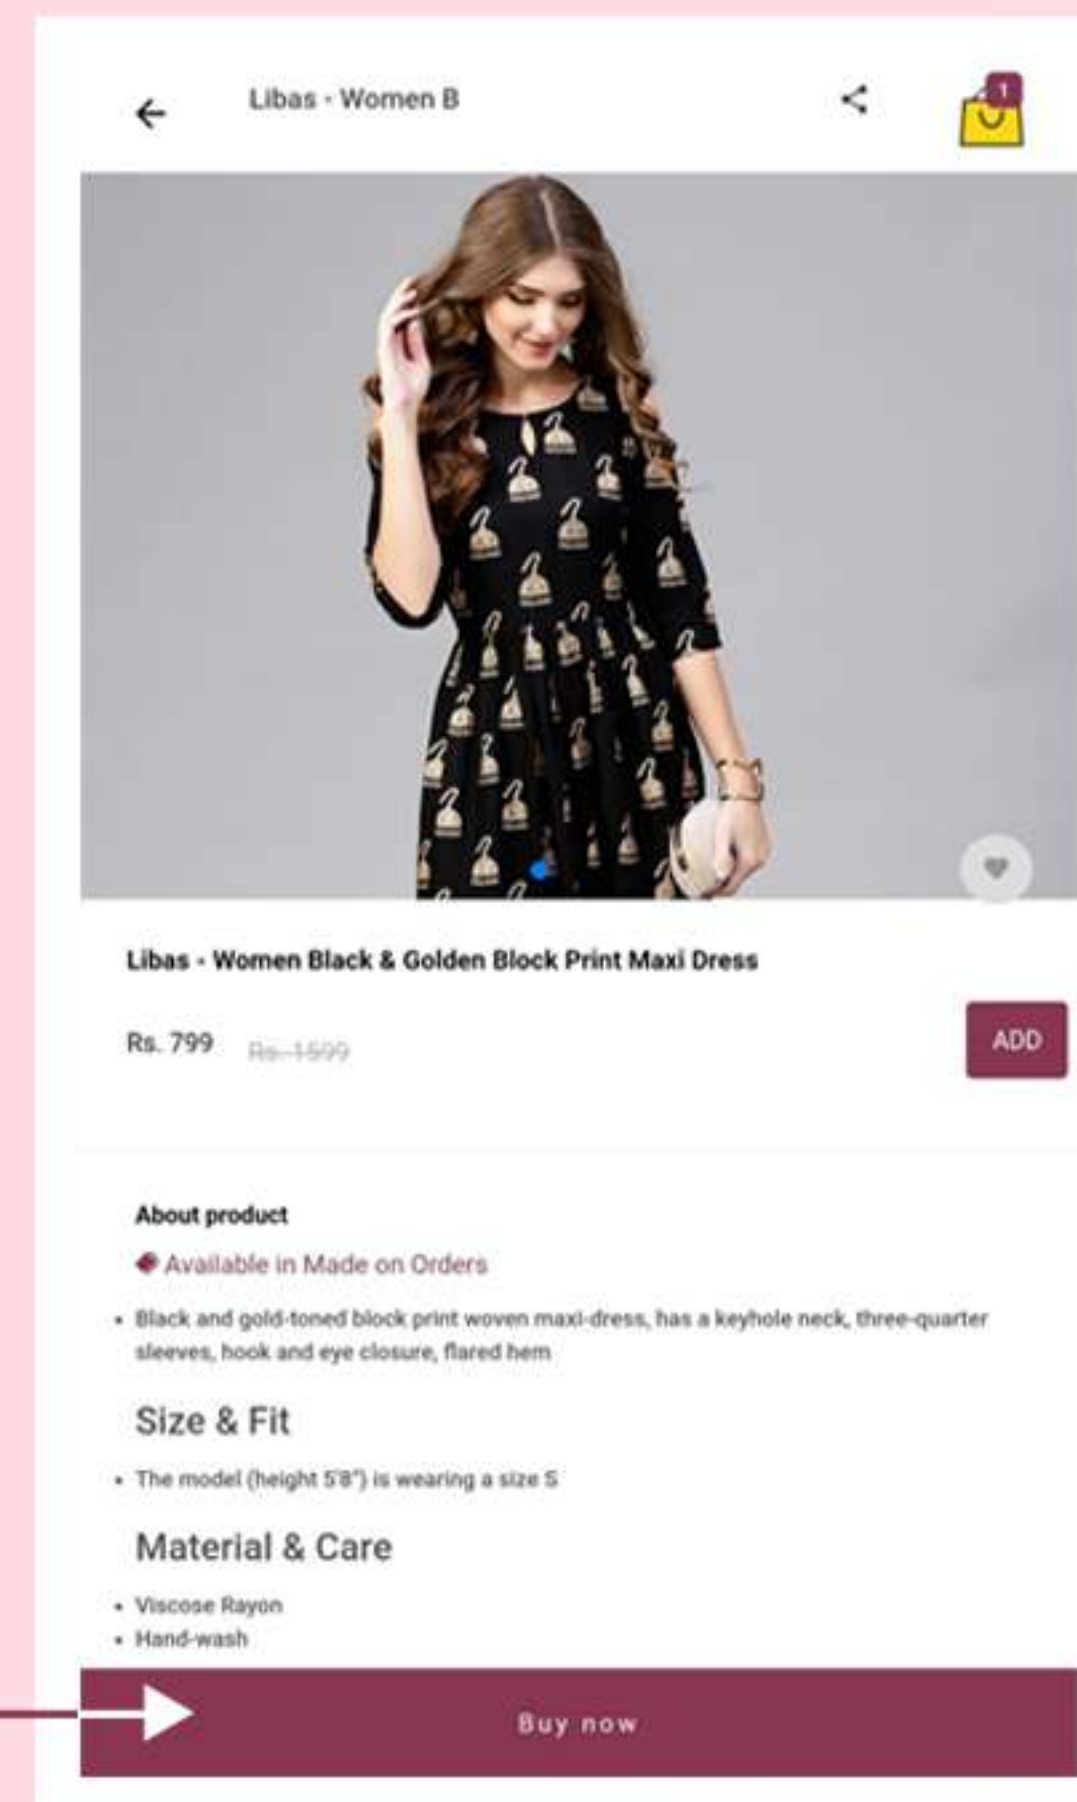 Libas - Women B
1
Libas - Women Black & Golden Block Print Maxi Dress
Rs. 799 Rs. 1599
ADD
About product
Available in Made on Orders
• Black and gold-toned block print woven maxi-dress, has a keyhole neck, three-quarter
sleeves, hook and eye closure, flared hem
Size & Fit
• The model (height 5'8") is wearing a size S
Material & Care
• Viscose Rayon
• Hand-wash
Buy now